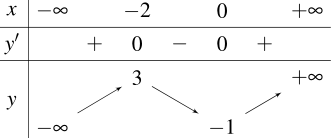 x −∞ −2 0 +∞
y′ + 0 − 0 +
3 +∞
y
−∞ −1